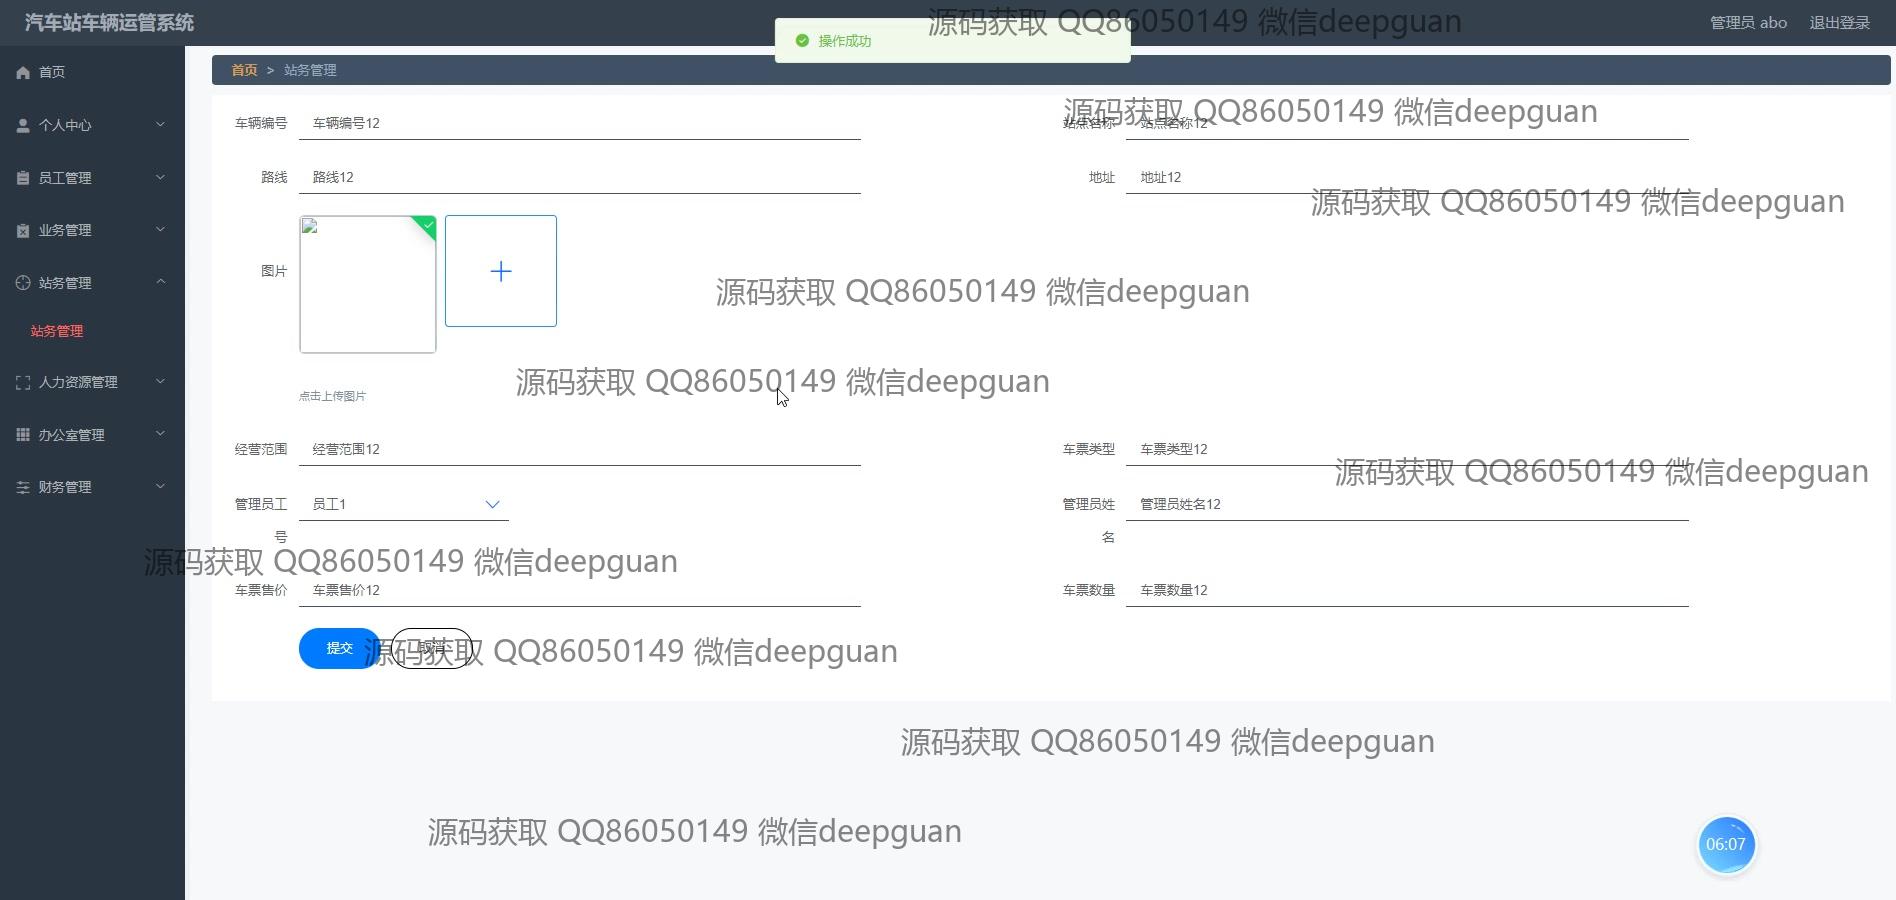 汽车站车辆运管系统
源码获取 QQ86050149 微信deepguan
管理员 abo 退出登录
操作成功
首页
首页 > 站务管理
个人中心
源码获取 QQ86050149 微信deepguan
车辆编号 车辆编号12
站点名称 站点名称12
员工管理
路线 路线12
地址 地址12
源码获取 QQ86050149 微信deepguan
业务管理
图片
站务管理
源码获取 QQ86050149 微信deepguan
站务管理
人力资源管理
源码获取 QQ86050149 微信deepguan
点击上传图片
办公室管理
经营范围 经营范围12
车票类型 车票类型12
源码获取 QQ86050149 微信deepguan
财务管理
管理员工号 员工1
管理员姓名 管理员姓名12
源码获取 QQ86050149 微信deepguan
车票售价 车票售价12
车票数量 车票数量12
提交
取消
源码获取 QQ86050149 微信deepguan
源码获取 QQ86050149 微信deepguan
源码获取 QQ86050149 微信deepguan
06:07